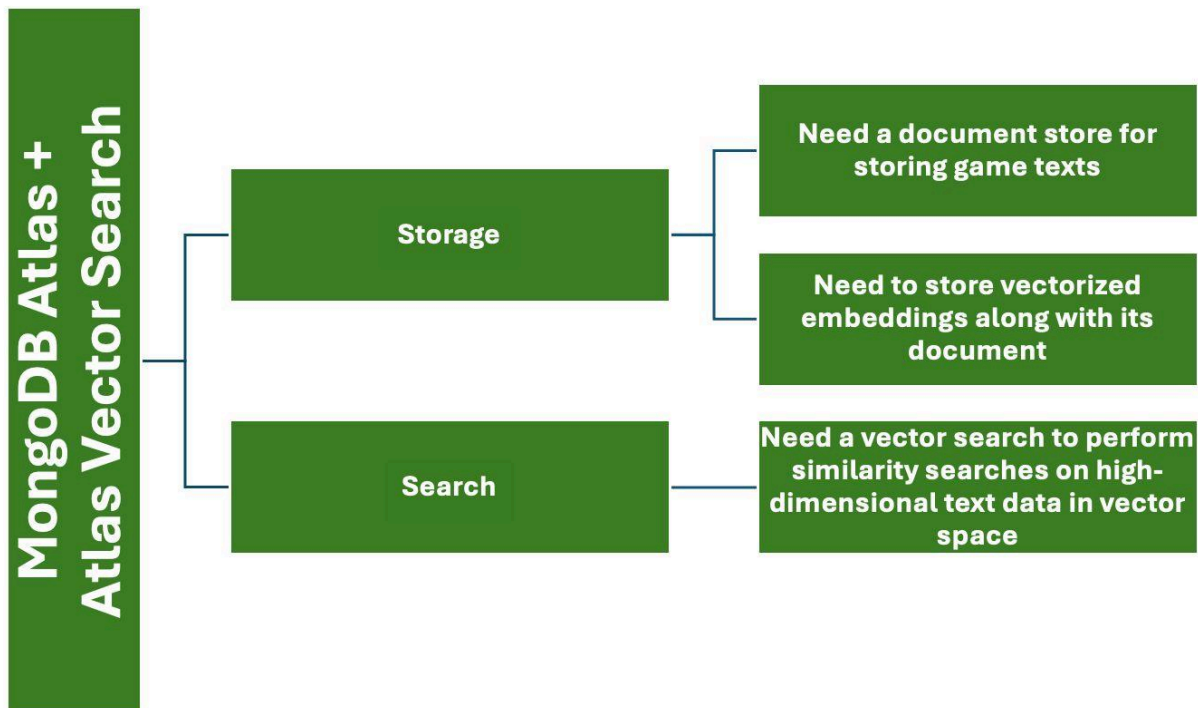 MongoDB Atlas +
Atlas Vector Search
Storage
Need a document store for
storing game texts
Need to store vectorized
embeddings along with its
document
Search
Need a vector search to perform
similarity searches on high-
dimensional text data in vector
space